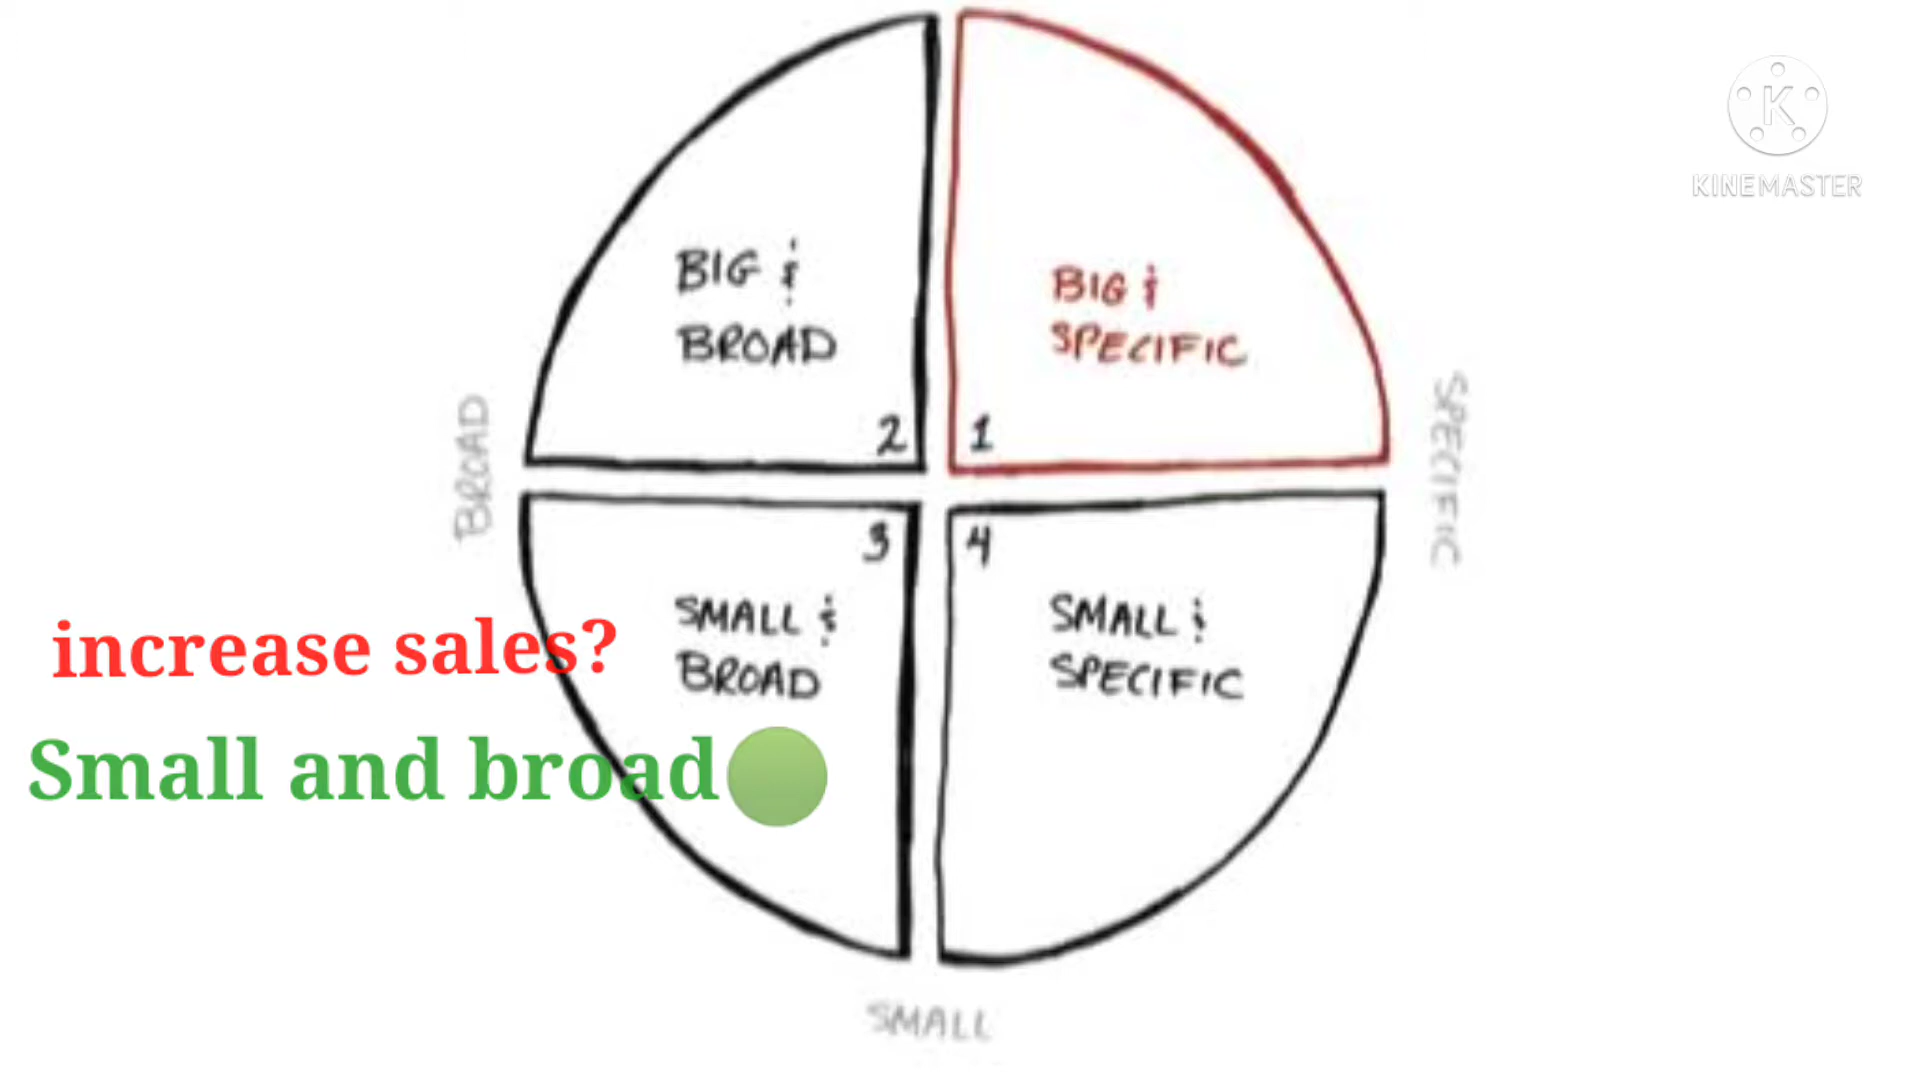 BIG &
BROAD
2
BIG &
SPECIFIC
1
BROAD
SPECIFIC
3
SMALL &
BROAD
4
SMALL &
SPECIFIC
increase sales?
Small and broad
SMALL
K
KINEMASTER